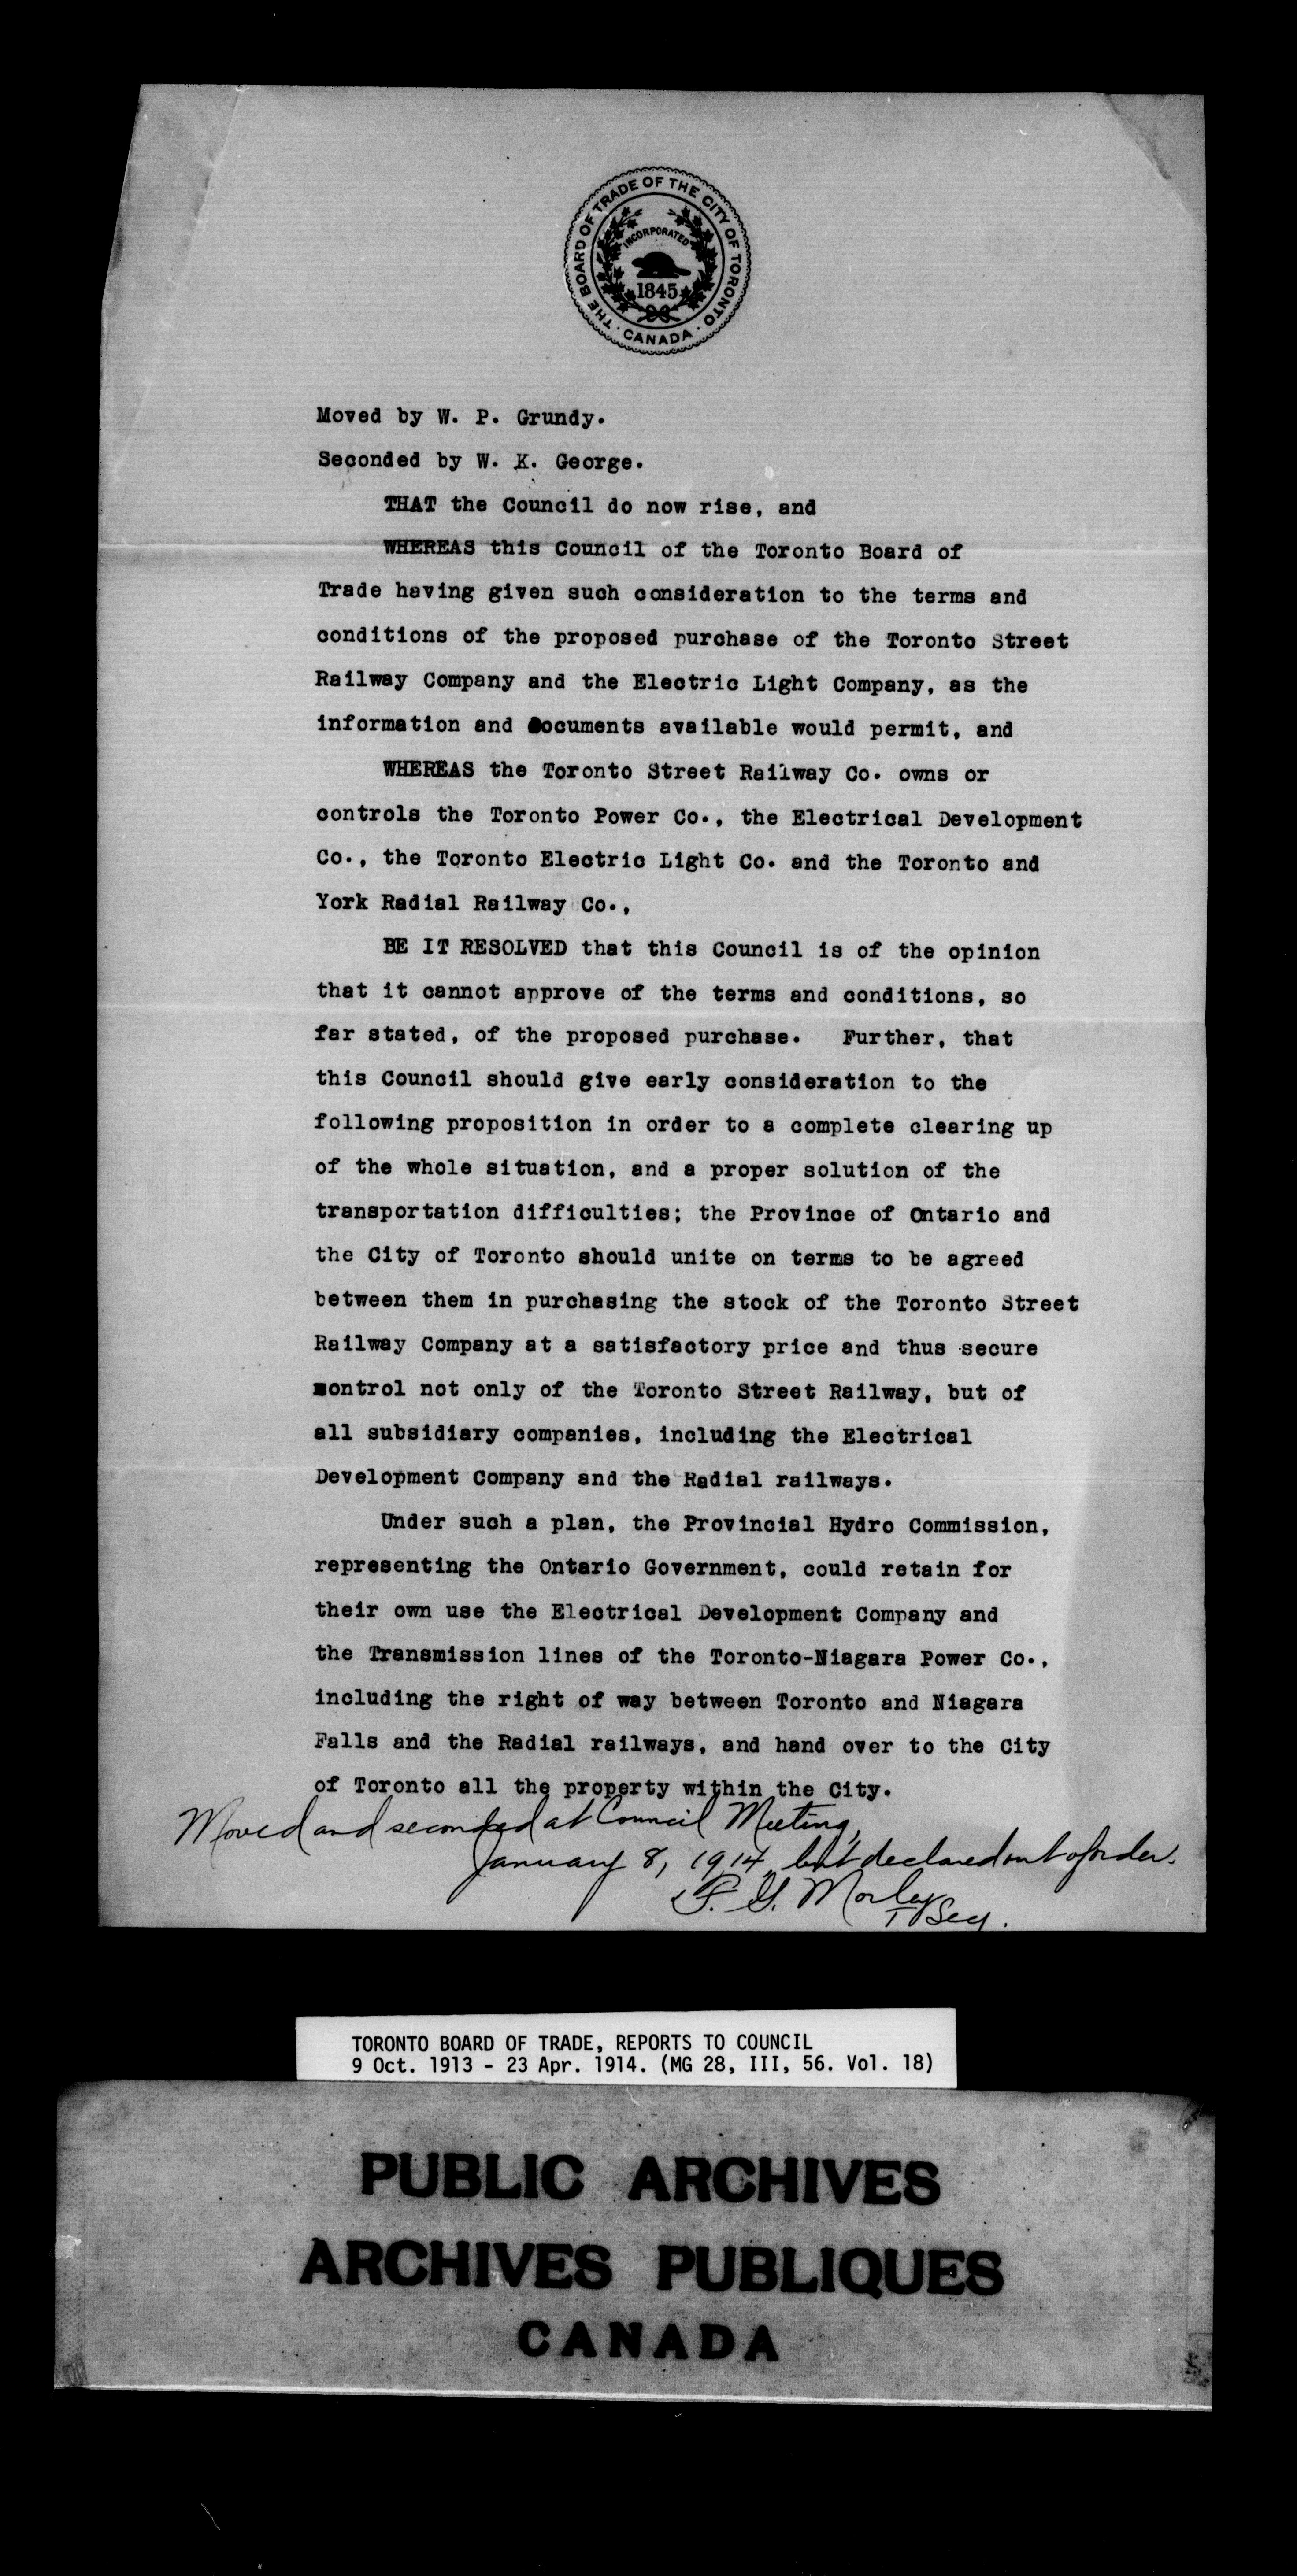 THE BOARD OF TRADE OF THE CITY OF TORONTO
· CANADA ·
INCORPORATED
1845
Moved by W. P. Grundy.
Seconded by W. K. George.
THAT the Council do now rise, and
WHEREAS this Council of the Toronto Board of
Trade having given such consideration to the terms and
conditions of the proposed purchase of the Toronto Street
Railway Company and the Electric Light Company, as the
information and documents available would permit, and
WHEREAS the Toronto Street Railway Co. owns or
controls the Toronto Power Co., the Electrical Development
Co., the Toronto Electric Light Co. and the Toronto and
York Radial Railway Co.,
BE IT RESOLVED that this Council is of the opinion
that it cannot approve of the terms and conditions, so
far stated, of the proposed purchase. Further, that
this Council should give early consideration to the
following proposition in order to a complete clearing up
of the whole situation, and a proper solution of the
transportation difficulties; the Province of Ontario and
the City of Toronto should unite on terms to be agreed
between them in purchasing the stock of the Toronto Street
Railway Company at a satisfactory price and thus secure
control not only of the Toronto Street Railway, but of
all subsidiary companies, including the Electrical
Development Company and the Radial railways.
Under such a plan, the Provincial Hydro Commission,
representing the Ontario Government, could retain for
their own use the Electrical Development Company and
the Transmission lines of the Toronto-Niagara Power Co.,
including the right of way between Toronto and Niagara
Falls and the Radial railways, and hand over to the City
of Toronto all the property within the City.
Moved and seconded at Council Meeting,
January 8, 1914, but declared out of order.
F. G. Morley
Secy.
TORONTO BOARD OF TRADE, REPORTS TO COUNCIL
9 Oct. 1913 - 23 Apr. 1914. (MG 28, III, 56. Vol. 18)
PUBLIC ARCHIVES
ARCHIVES PUBLIQUES
CANADA